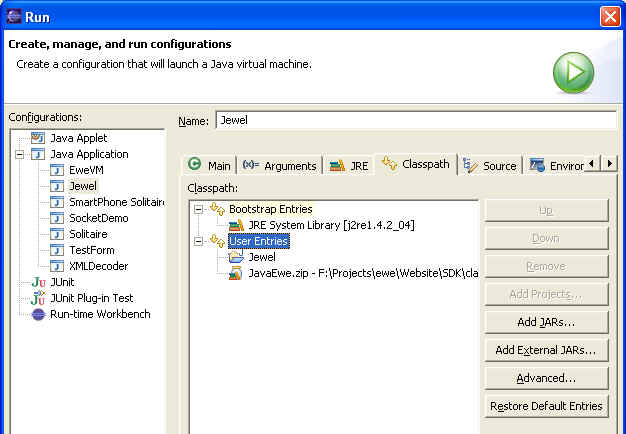 Run
Create, manage, and run configurations
Create a configuration that will launch a Java virtual machine.
Configurations:
Java Applet
Java Application
EweVM
Jewel
SmartPhone Solitaire
SocketDemo
Solitaire
TestForm
XMLDecoder
JUnit
JUnit Plug-in Test
Run-time Workbench
Name: Jewel
Main (x)= Arguments JRE Classpath Source Environ
Classpath:
Bootstrap Entries
JRE System Library [j2re1.4.2_04]
User Entries
Jewel
JavaEwe.zip - F:\Projects\ewe\Website\SDK\cla
Up
Down
Remove
Add Projects...
Add JARs...
Add External JARs...
Advanced...
Restore Default Entries